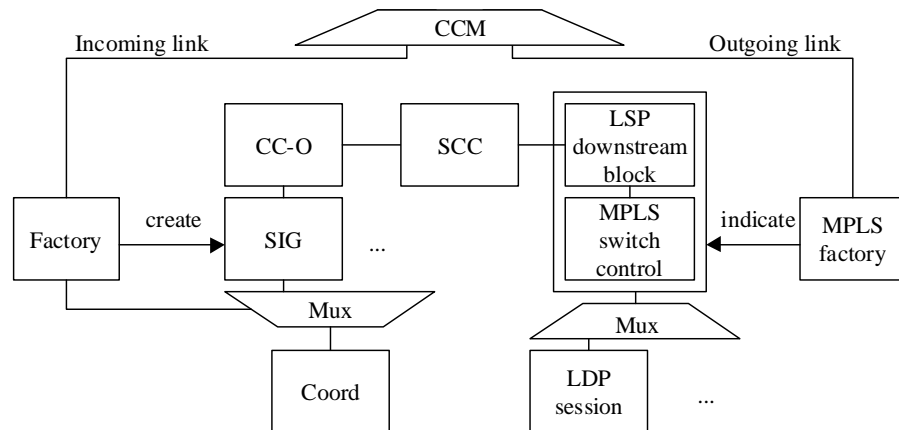 CCM
Incoming link
Outgoing link
CC-O
SCC
LSP
downstream
block
Factory
create
SIG
...
MPLS
switch
control
indicate
MPLS
factory
Mux
Mux
Coord
LDP
session
...